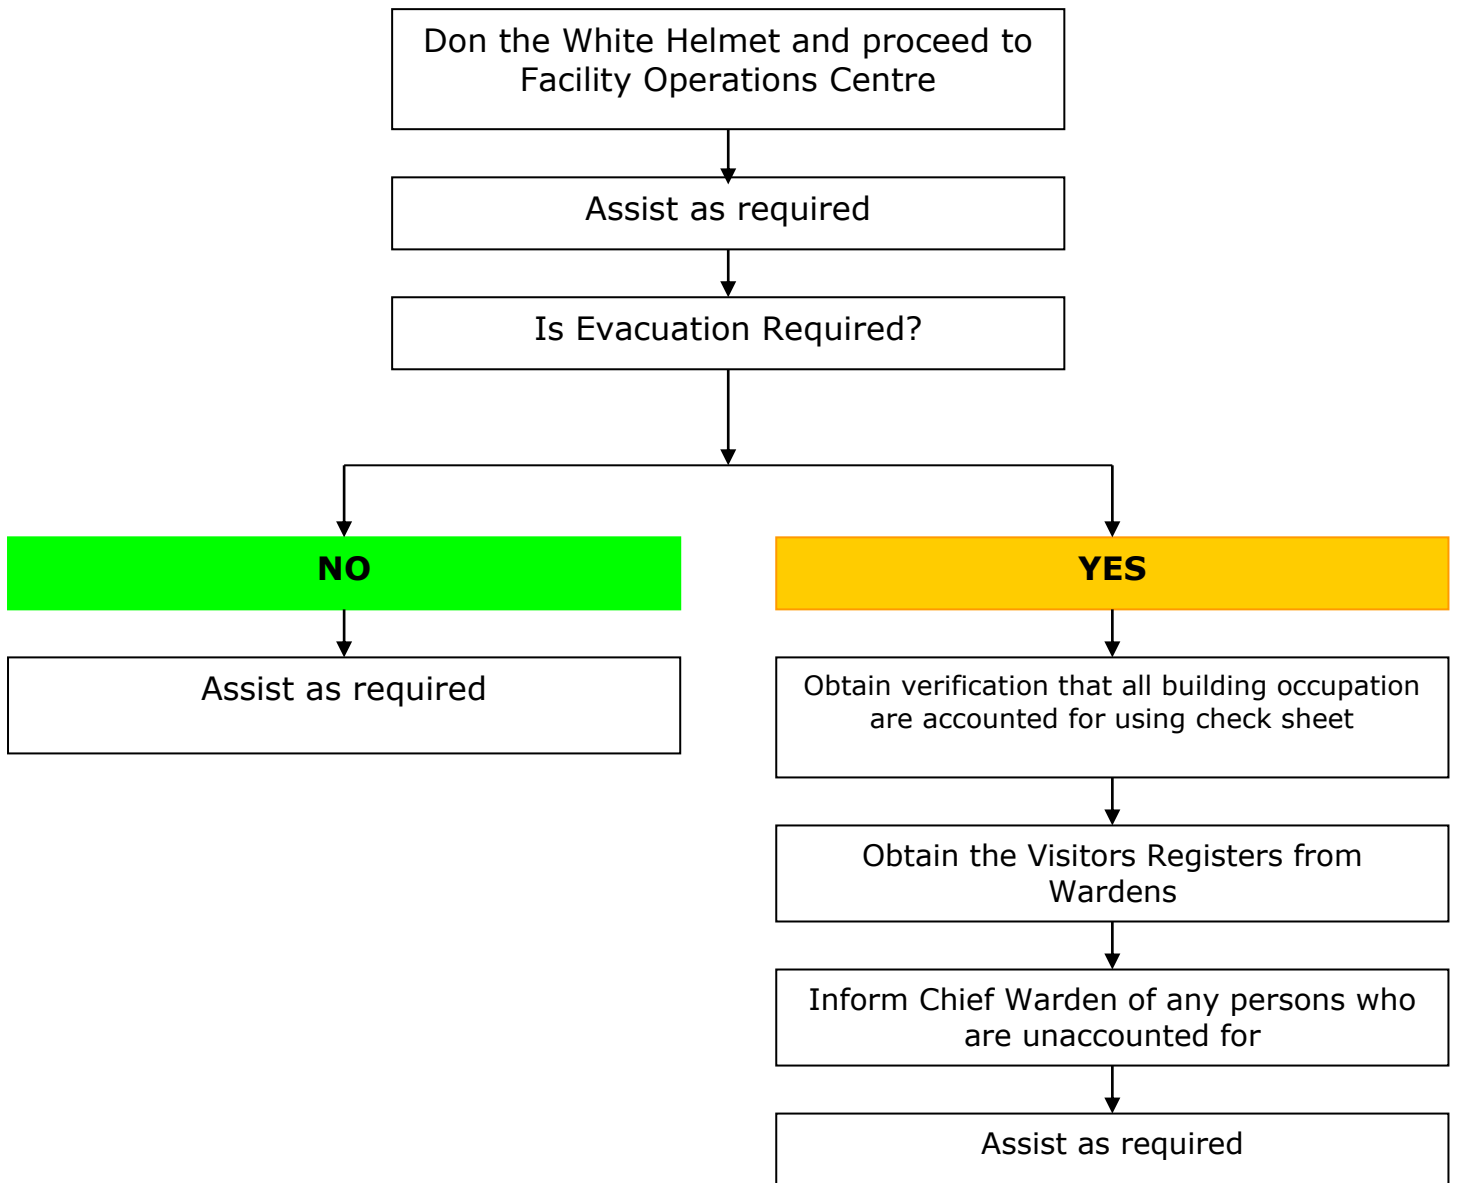 Don the White Helmet and proceed to
Facility Operations Centre
Assist as required
Is Evacuation Required?
NO
Assist as required
YES
Obtain verification that all building occupation
are accounted for using check sheet
Obtain the Visitors Registers from
Wardens
Inform Chief Warden of any persons who
are unaccounted for
Assist as required